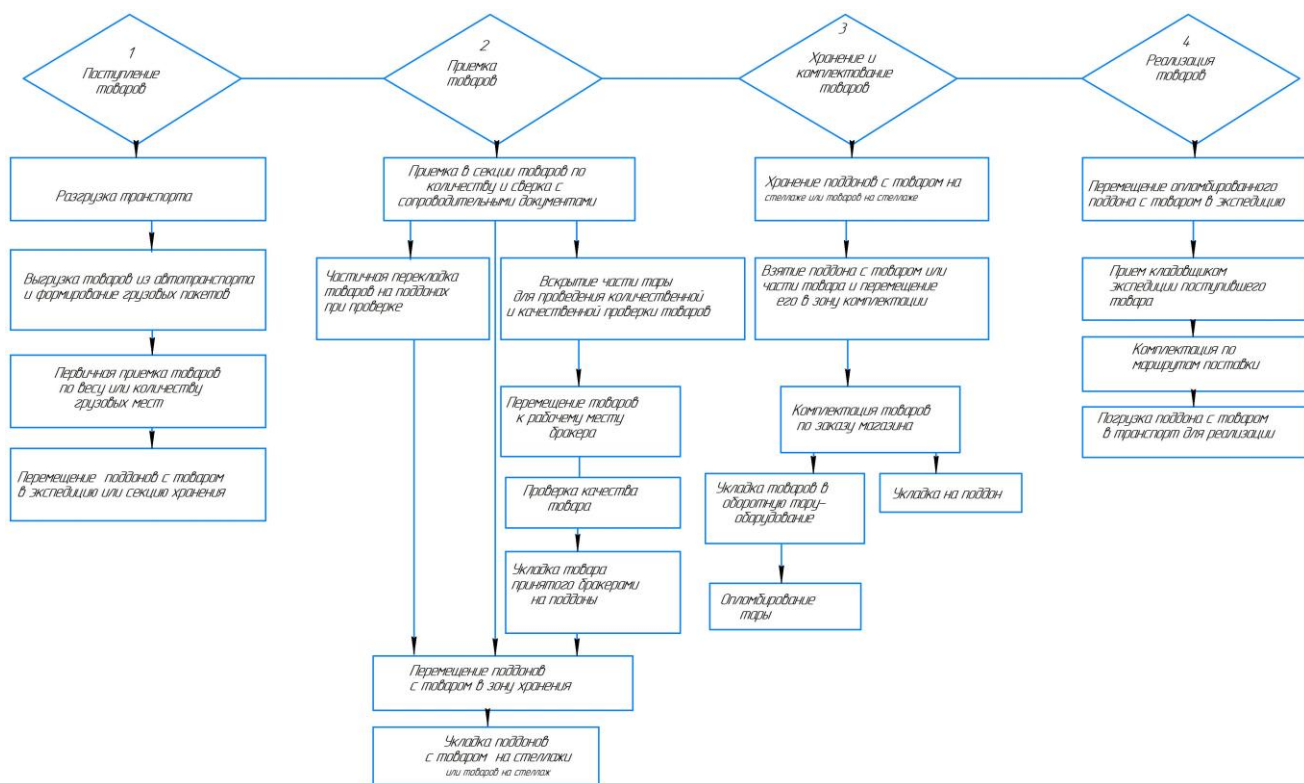 1
Поступление
товаров
2
Приемка
товаров
3
Хранение и
комплектование
товаров
4
Реализация
товаров
Разгрузка транспорта
Выгрузка товаров из автотранспорта
и формирование грузовых пакетов
Первичная приемка товаров
по весу или количеству
грузовых мест
Перемещение поддонов с товаром
в экспедицию или секцию хранения
Приемка в секции товаров по
количеству и сверка с
сопроводительными документами
Частичная перекладка
товаров на поддонах
при проверке
Вскрытие части тары
для проведения количественной
и качественной проверки товаров
Перемещение товаров
к рабочему месту
бракера
Проверка качества
товара
Укладка товара
принятого бракерами
на поддоны
Перемещение поддонов
с товаром в зону хранения
Укладка поддонов
с товаром на стеллажи
или товаров на стеллаж
Хранение поддонов с товаром на
стеллаже или товаров на стеллаже
Взятие поддона с товаром или
части товара и перемещение
его в зону комплектации
Комплектация товаров
по заказу магазина
Укладка товаров в
оборотную тару-
оборудование
Укладка на поддон
Опломбирование
тары
Перемещение опломбированного
поддона с товаром в экспедицию
Прием кладовщиком
экспедиции поступившего
товара
Комплектация по
маршрутам поставки
Погрузка поддона с товаром
в транспорт для реализации